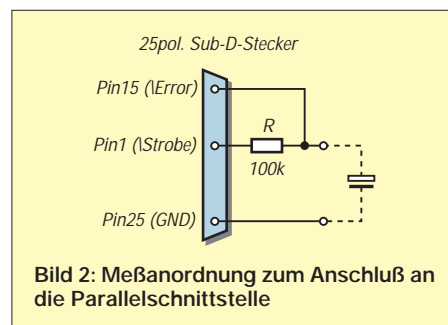 25pol. Sub-D-Stecker
Pin15 (\Error)
Pin1 (\Strobe)
R
100k
Pin25 (GND)
Bild 2: Meßanordnung zum Anschluß an
die Parallelschnittstelle